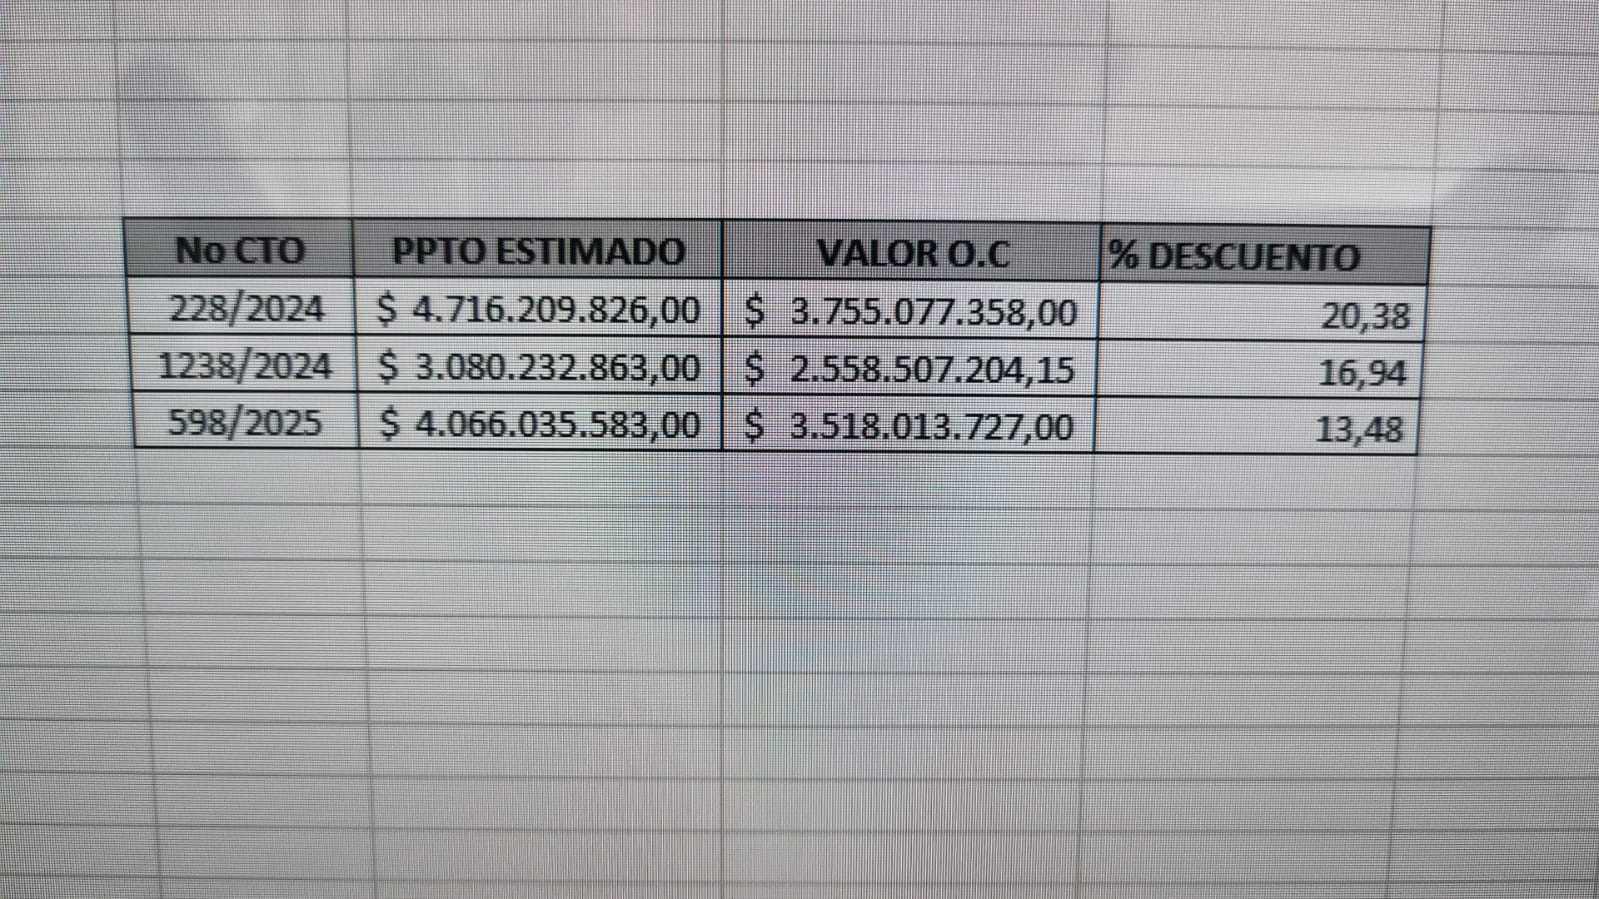 No CTO PPTO ESTIMADO VALOR O.C % DESCUENTO
228/2024 $ 4.716.209.826,00 $ 3.755.077.358,00 20,38
1238/2024 $ 3.080.232.863,00 $ 2.558.507.204,15 16,94
598/2025 $ 4.066.035.583,00 $ 3.518.013.727,00 13,48